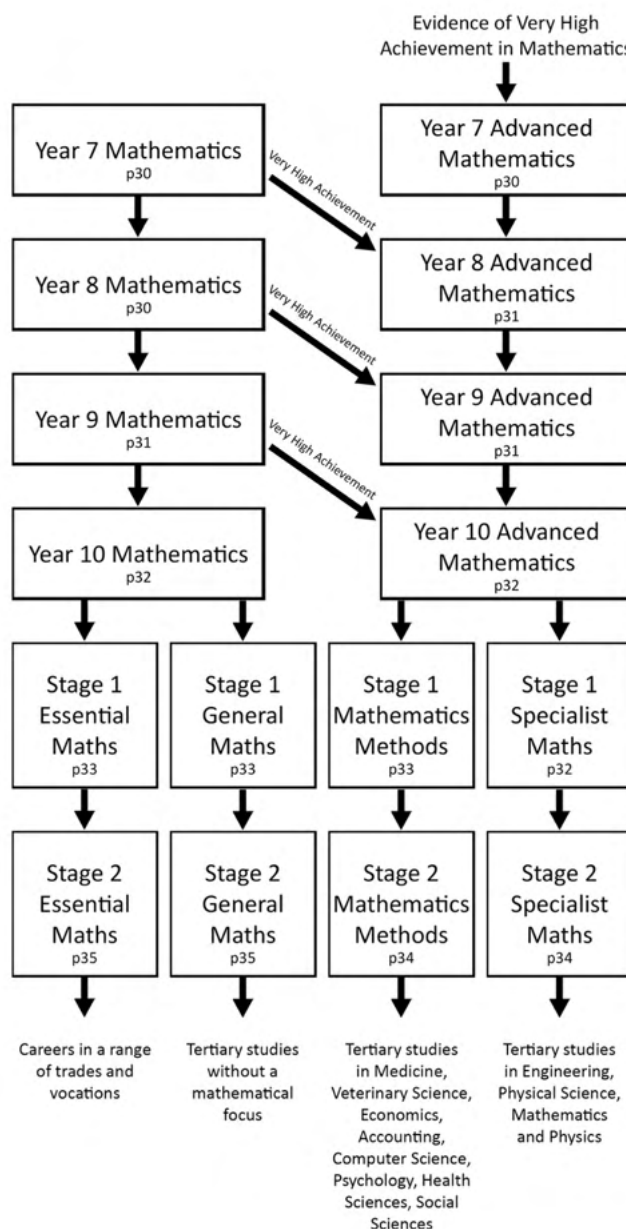 Evidence of Very High
Achievement in Mathematics
Year 7 Mathematics
p30
Very High Achievement
Year 7 Advanced
Mathematics
p30
Year 8 Mathematics
p30
Very High Achievement
Year 8 Advanced
Mathematics
p31
Year 9 Mathematics
p31
Very High Achievement
Year 9 Advanced
Mathematics
p31
Year 10 Mathematics
p32
Year 10 Advanced
Mathematics
p32
Stage 1
Essential
Maths
p33
Stage 1
General
Maths
p33
Stage 1
Mathematics
Methods
p33
Stage 1
Specialist
Maths
p32
Stage 2
Essential
Maths
p35
Stage 2
General
Maths
p35
Stage 2
Mathematics
Methods
p34
Stage 2
Specialist
Maths
p34
Careers in a range
of trades and
vocations
Tertiary studies
without a
mathematical
focus
Tertiary studies
in Medicine,
Veterinary Science,
Economics,
Accounting,
Computer Science,
Psychology, Health
Sciences, Social
Sciences
Tertiary studies
in Engineering,
Physical Science,
Mathematics
and Physics